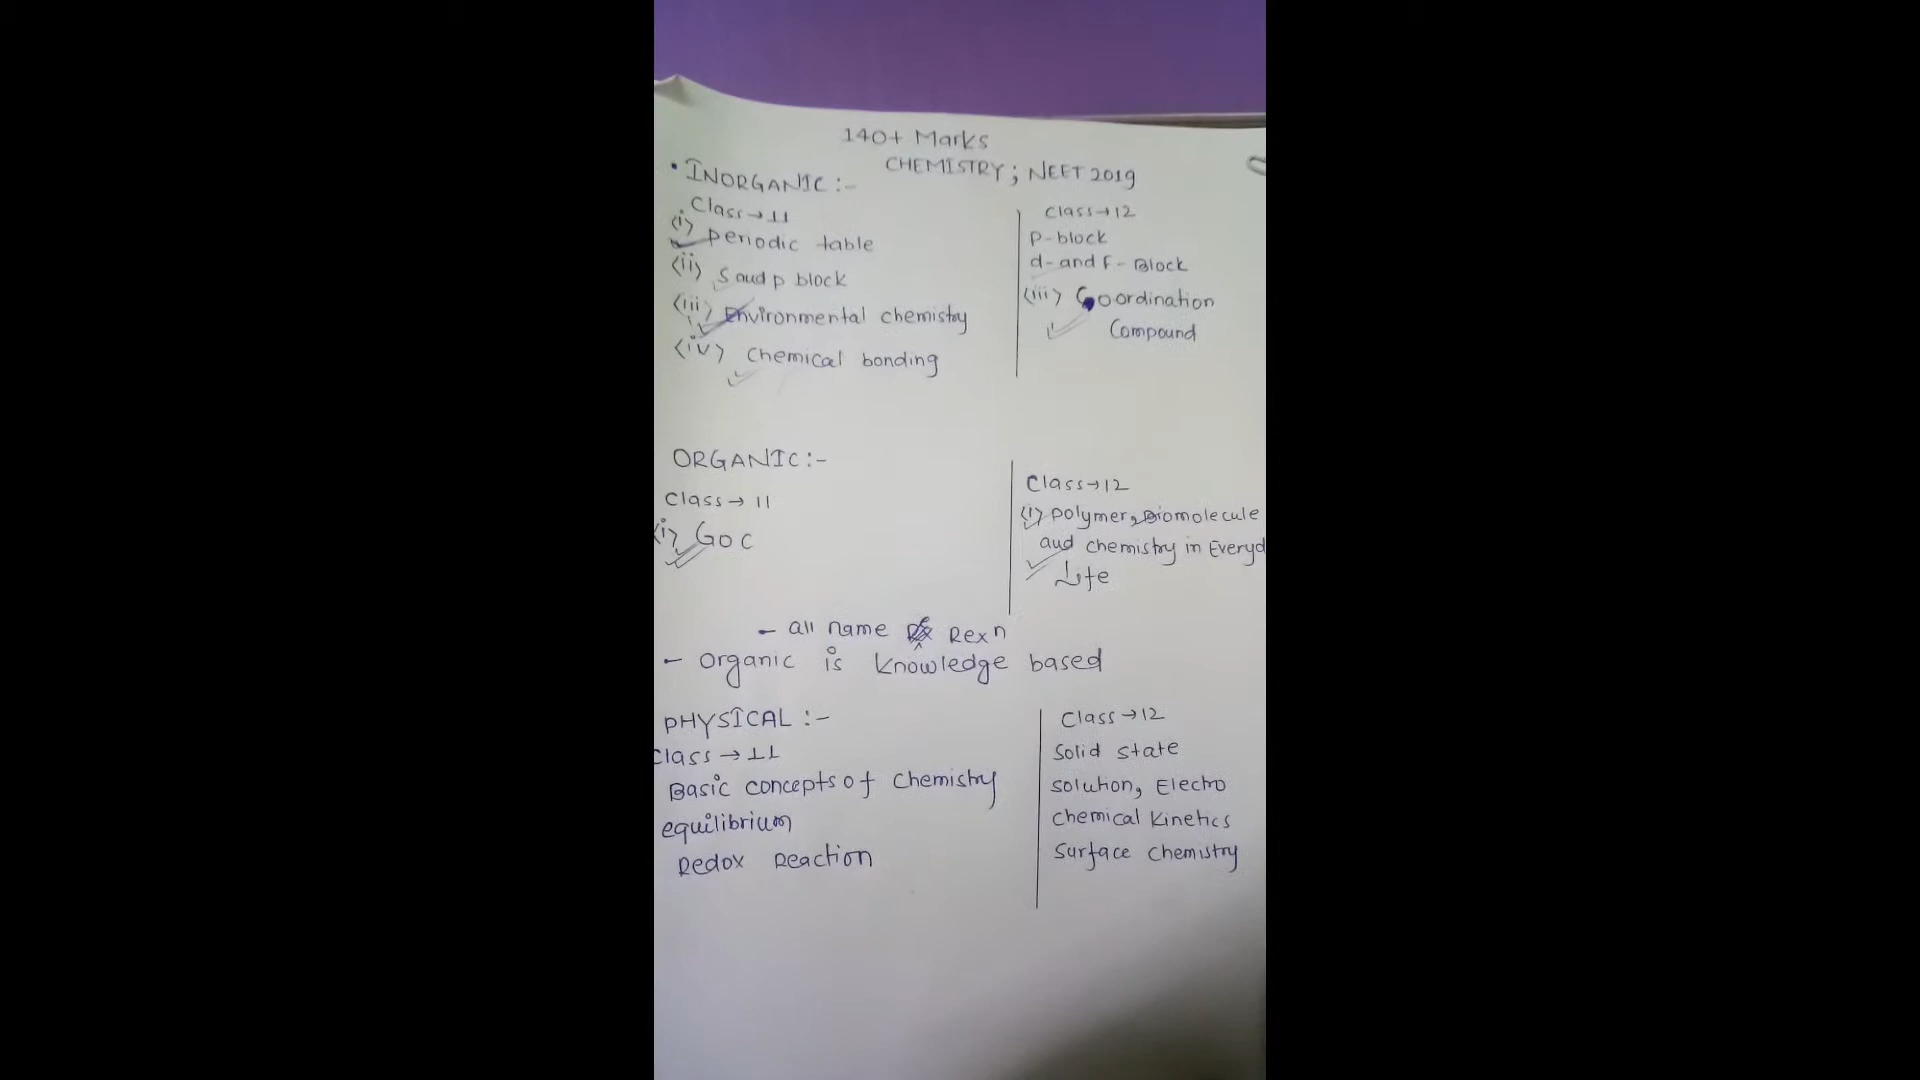 140+ Marks
CHEMISTRY ; NEET 2019
• INORGANIC :-
Class → 11
(i) Periodic table
(ii) S and p block
(iii) Environmental chemistry
(iv) Chemical bonding
Class → 12
P-block
d-and f-Block
(iii) Coordination
Compound
ORGANIC :-
Class → 11
(i) GOC
Class → 12
(i) Polymer, Biomolecule
and chemistry in Everyd
Life
- all name Rexn
- Organic is knowledge based
PHYSICAL :-
Class → 11
Basic concepts of Chemistry
equilibrium
Redox Reaction
Class → 12
Solid state
solution, Electro
chemical Kinetics
Surface Chemistry